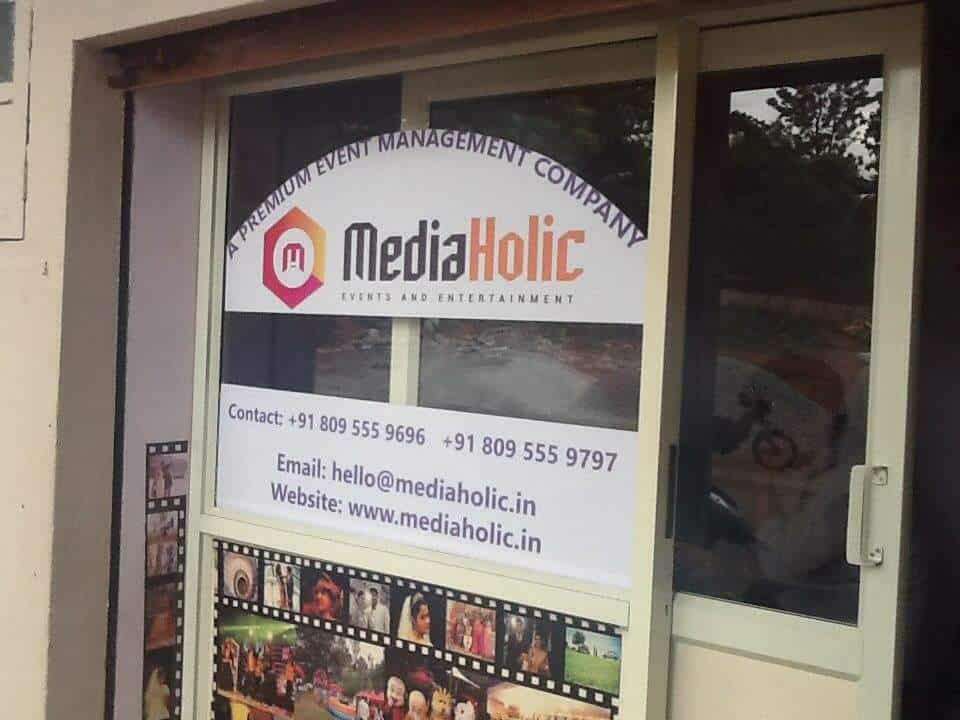 A PREMIUM EVENT MANAGEMENT COMPANY
M
MediaHolic
EVENTS AND ENTERTAINMENT
Contact: +91 809 555 9696 +91 809 555 9797
Email: hello@mediaholic.in
Website: www.mediaholic.in